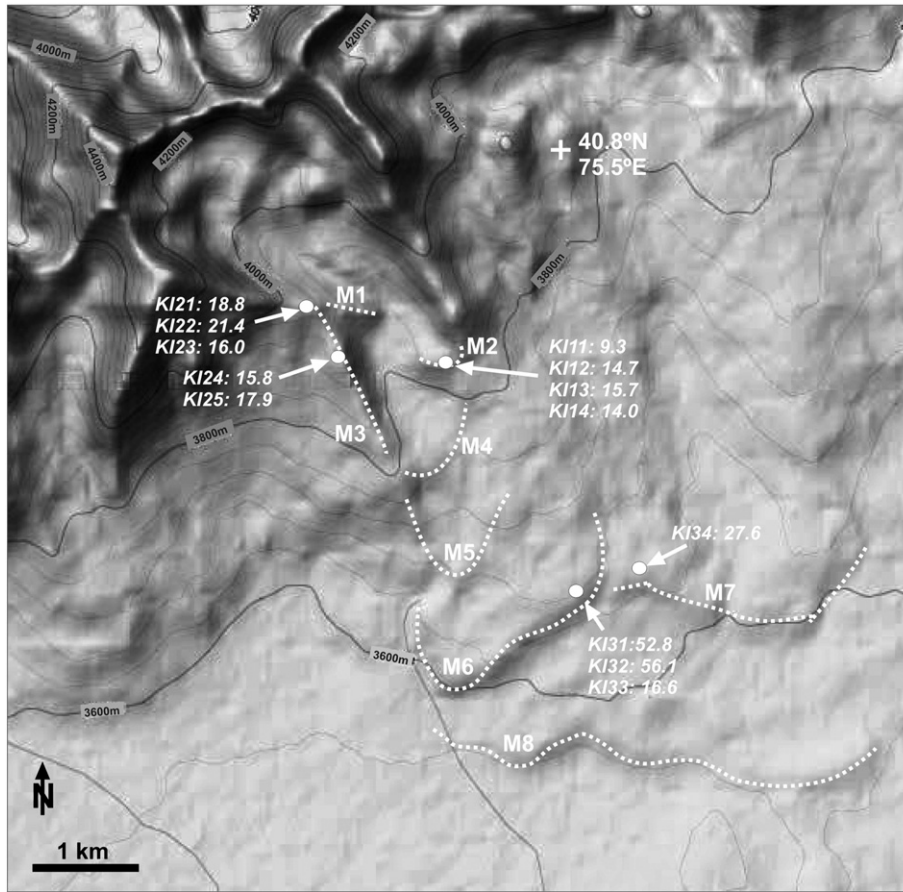 4200m
4000m
4200m
4000m
4200m
4400m
40.8ºN
75.5ºE
3800m
4000m
M1
KI21: 18.8
KI22: 21.4
KI23: 16.0
M2
KI11: 9.3
KI12: 14.7
KI13: 15.7
KI14: 14.0
KI24: 15.8
KI25: 17.9
M3
3800m
M4
KI34: 27.6
M5
M7
KI31:52.8
KI32: 56.1
KI33: 16.6
M6
3600m
3600m
M8
N
1 km